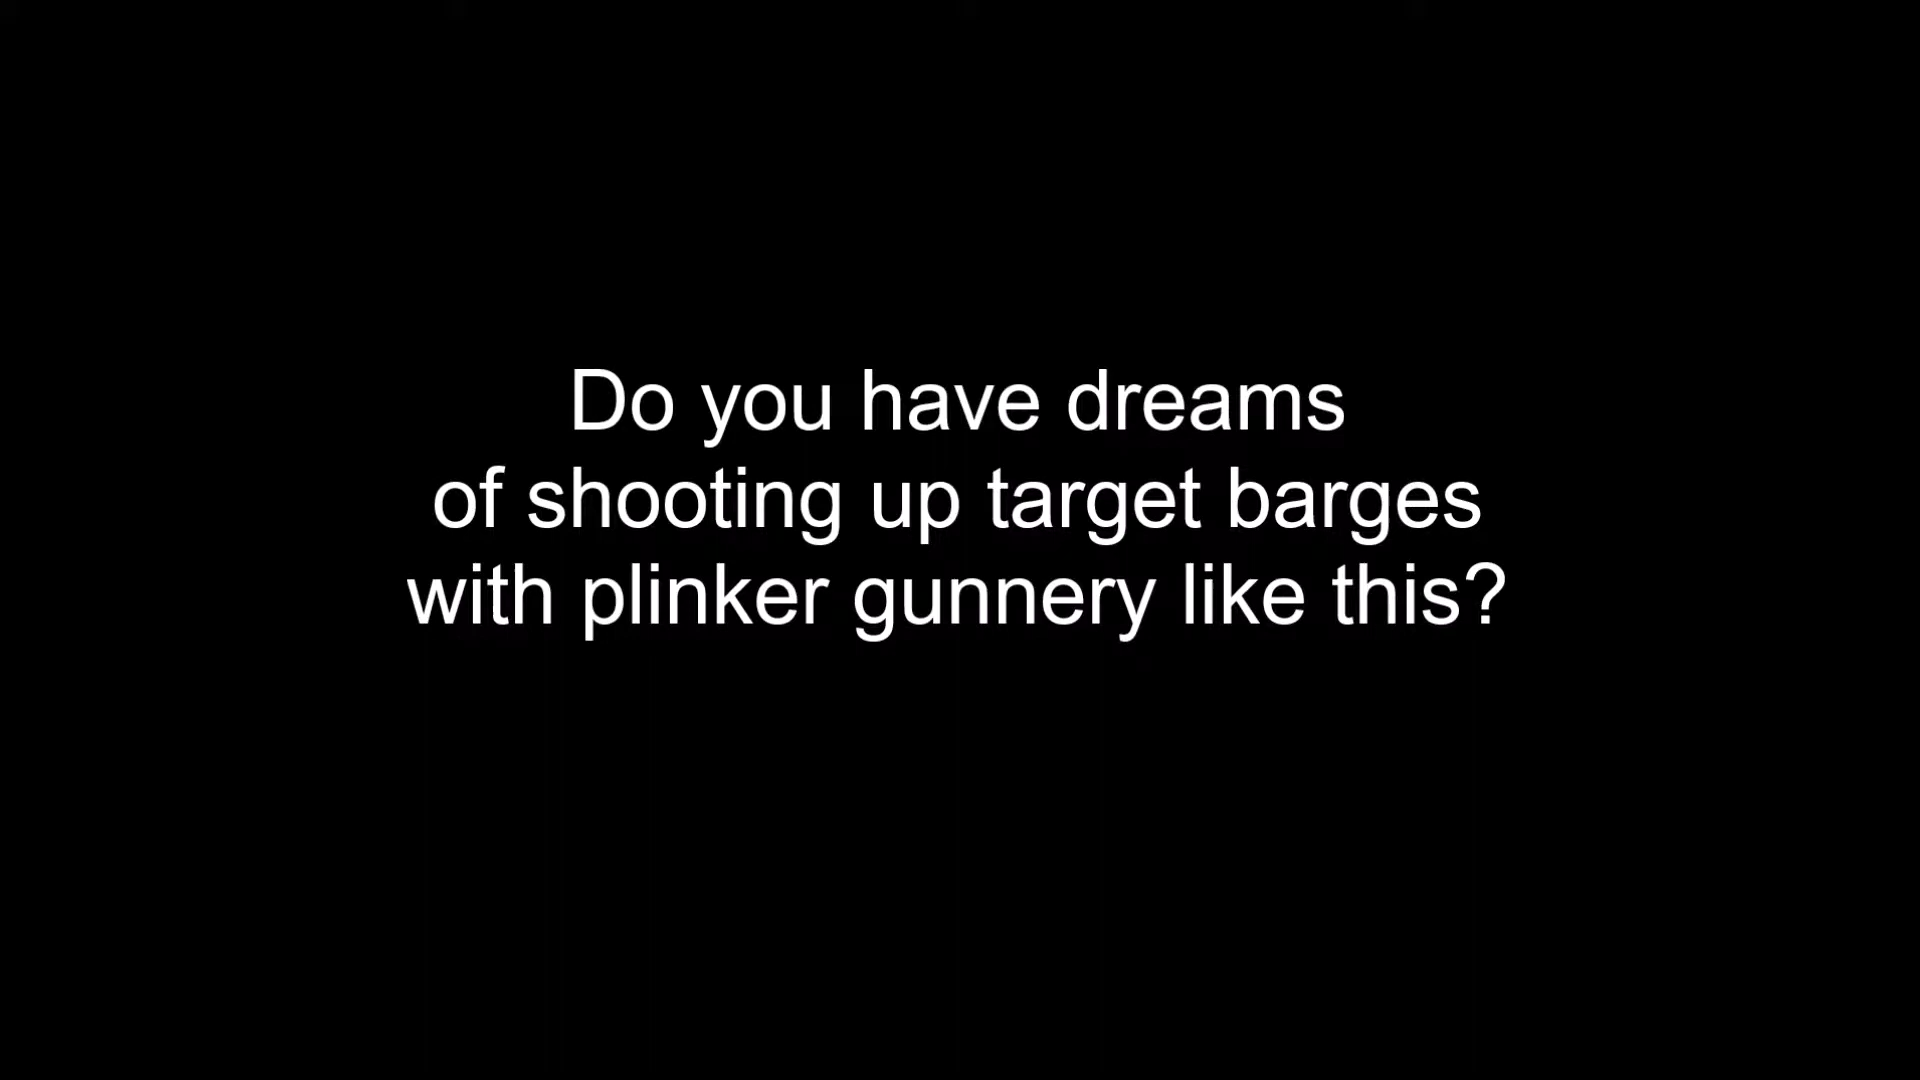 Do you have dreams
of shooting up target barges
with plinker gunnery like this?